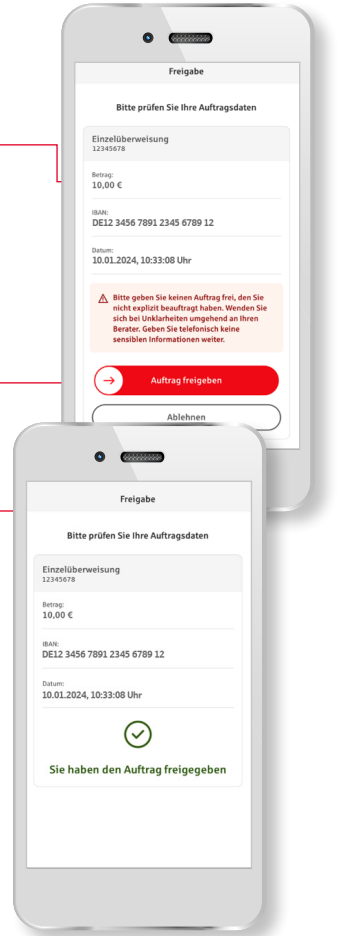 Freigabe
Bitte prüfen Sie Ihre Auftragsdaten
Einzelüberweisung
12345678
Betrag:
10,00 €
IBAN:
DE12 3456 7891 2345 6789 12
Datum:
10.01.2024, 10:33:08 Uhr
Bitte geben Sie keinen Auftrag frei, den Sie
nicht explizit beauftragt haben. Wenden Sie
sich bei Unklarheiten umgehend an Ihren
Berater. Geben Sie telefonisch keine
sensiblen Informationen weiter.
Auftrag freigeben
Ablehnen
Freigabe
Bitte prüfen Sie Ihre Auftragsdaten
Einzelüberweisung
12345678
Betrag:
10,00 €
IBAN:
DE12 3456 7891 2345 6789 12
Datum:
10.01.2024, 10:33:08 Uhr
Sie haben den Auftrag freigegeben